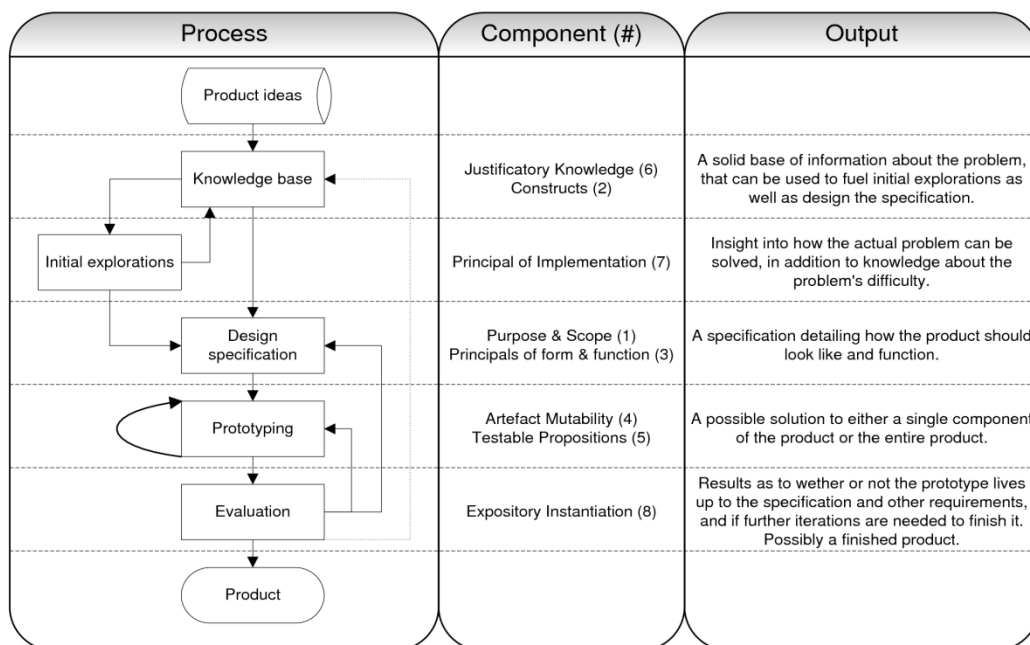 Process
Component (#)
Output
Product ideas
Knowledge base
Justificatory Knowledge (6)
Constructs (2)
A solid base of information about the problem,
that can be used to fuel initial explorations as
well as design the specification.
Initial explorations
Principal of Implementation (7)
Insight into how the actual problem can be
solved, in addition to knowledge about the
problem's difficulty.
Design
specification
Purpose & Scope (1)
Principals of form & function (3)
A specification detailing how the product should
look like and function.
Prototyping
Artefact Mutability (4)
Testable Propositions (5)
A possible solution to either a single component
of the product or the entire product.
Evaluation
Expository Instantiation (8)
Results as to wether or not the prototype lives
up to the specification and other requirements,
and if further iterations are needed to finish it.
Possibly a finished product.
Product